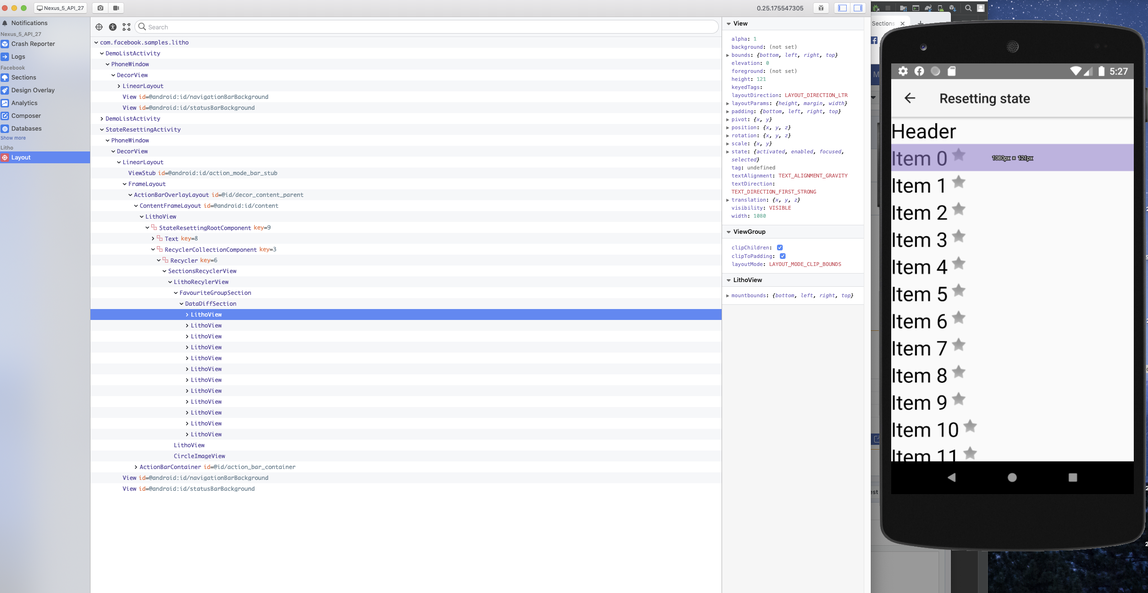 Nexus_5_API_27
0.25.175547305
Notifications
Nexus_5_API_27
Crash Reporter
Logs
Facebook
Sections
Design Overlay
Analytics
Composer
Databases
Show more
Litho
Layout
Search
com.facebook.samples.litho
DemoListActivity
PhoneWindow
DecorView
LinearLayout
View id=@android:id/navigationBarBackground
View id=@android:id/statusBarBackground
DemoListActivity
StateResettingActivity
PhoneWindow
DecorView
LinearLayout
ViewStub id=@android:id/action_mode_bar_stub
FrameLayout
ActionBarOverlayLayout id=@id/decor_content_parent
ContentFrameLayout id=@android:id/content
LithoView
StateResettingRootComponent key=9
Text key=8
RecyclerCollectionComponent key=3
Recycler key=6
SectionsRecyclerView
LithoRecylerView
FavouriteGroupSection
DataDiffSection
LithoView
LithoView
LithoView
LithoView
LithoView
LithoView
LithoView
LithoView
LithoView
LithoView
LithoView
LithoView
LithoView
CircleImageView
ActionBarContainer id=@id/action_bar_container
View id=@android:id/navigationBarBackground
View id=@android:id/statusBarBackground
View
alpha: 1
background: (not set)
bounds: {bottom, left, right, top}
elevation: 0
foreground: (not set)
height: 121
keyedTags:
layoutDirection: LAYOUT_DIRECTION_LTR
layoutParams: {height, margin, width}
padding: {bottom, left, right, top}
pivot: {x, y}
position: {x, y, z}
rotation: {x, y, z}
scale: {x, y}
state: {activated, enabled, focused,
selected}
tag: undefined
textAlignment: TEXT_ALIGNMENT_GRAVITY
textDirection:
TEXT_DIRECTION_FIRST_STRONG
translation: {x, y, z}
visibility: VISIBLE
width: 1080
ViewGroup
clipChildren:
clipToPadding:
layoutMode: LAYOUT_MODE_CLIP_BOUNDS
LithoView
mountbounds: {bottom, left, right, top}
Section
5:27
Resetting state
Header
Item 0
1080px × 121px
Item 1
Item 2
Item 3
Item 4
Item 5
Item 6
Item 7
Item 8
Item 9
Item 10
Item 11